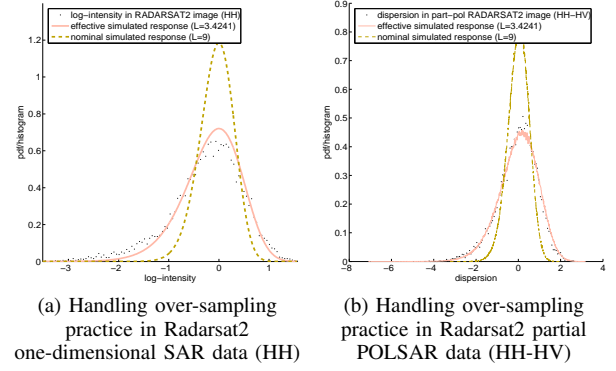 log-intensity in RADARSAT2 image (HH)
effective simulated response (L=3.4241)
nominal simulated response (L=9)
1.2
1
0.8
0.6
0.4
0.2
0
pdf/histogram
-3 -2 -1 0 1
log-intensity
dispersion in part-pol RADARSAT2 image (HH-HV)
effective simulated response (L=3.4241)
nominal simulated response (L=9)
0.9
0.8
0.7
0.6
0.5
0.4
0.3
0.2
0.1
0
pdf/histogram
-8 -6 -4 -2 0 2 4
dispersion
(a) Handling over-sampling
practice in Radarsat2
one-dimensional SAR data (HH)
(b) Handling over-sampling
practice in Radarsat2 partial
POLSAR data (HH-HV)